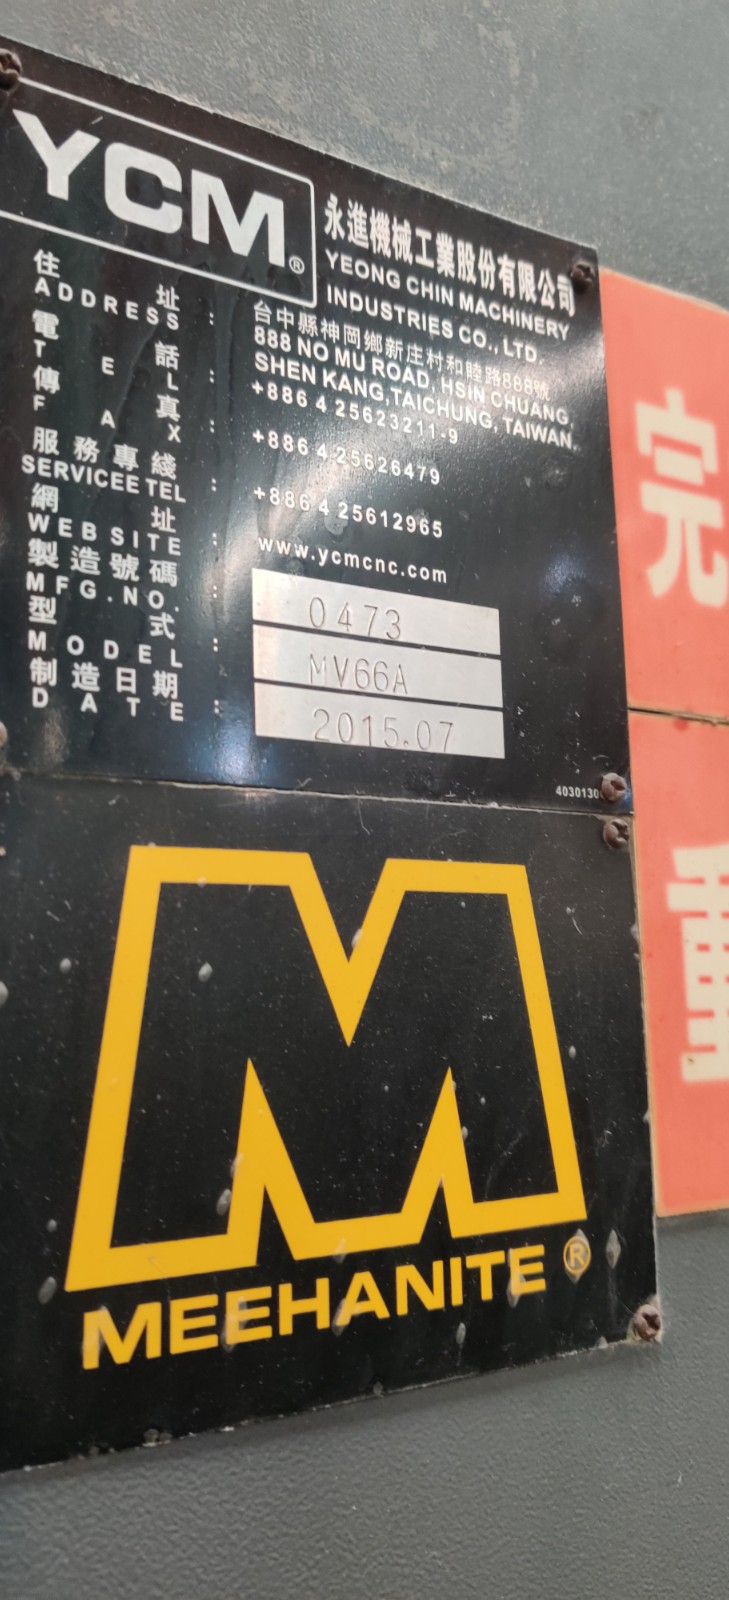 YCM®
永進機械工業股份有限公司
YEONG CHIN MACHINERY
INDUSTRIES CO., LTD.
住址 : 台中縣神岡鄉新庄村和睦路888號
ADDRESS 888 NO MU ROAD, HSIN CHUANG,
SHEN KANG,TAICHUNG, TAIWAN.
電話
TEL : +886 4 25623211-9
傳真
FAX : +886 4 25626479
服務專綫
SERVICEE TEL : +886 4 25612965
網址
WEBSITE : www.ycmcnc.com
製造號碼
MFG.NO. : 0473
型式
MODEL : MV66A
製造日期
DATE : 2015.07
4030130
MEEHANITE®
完
動